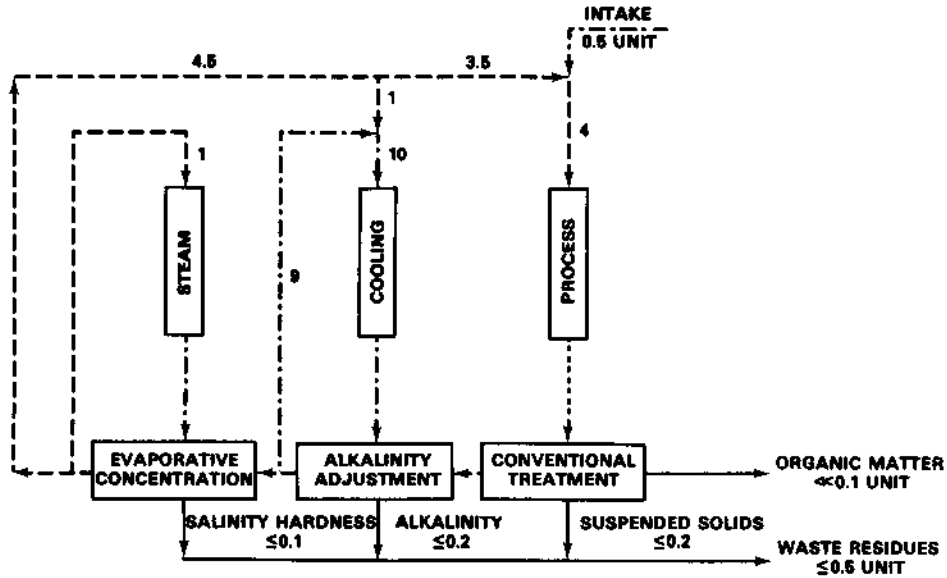 INTAKE
0.5 UNIT
4.5
3.5
1
4
1
10
STEAM
COOLING
PROCESS
9
EVAPORATIVE
CONCENTRATION
ALKALINITY
ADJUSTMENT
CONVENTIONAL
TREATMENT
ORGANIC MATTER
≪0.1 UNIT
SALINITY HARDNESS
≤0.1
ALKALINITY
≤0.2
SUSPENDED SOLIDS
≤0.2
WASTE RESIDUES
≤0.5 UNIT